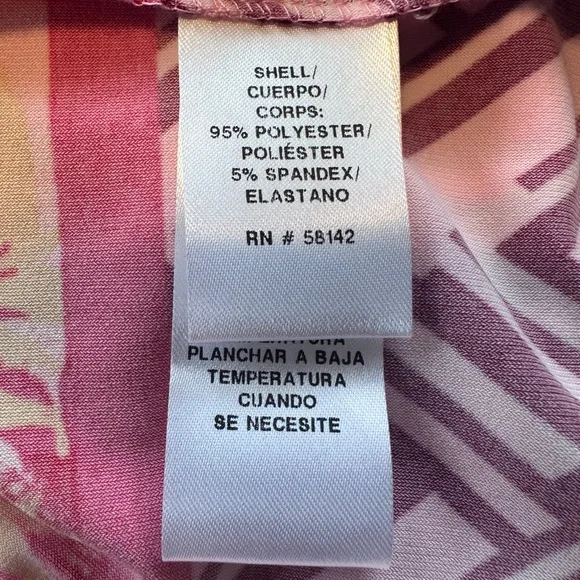 SHELL/
CUERPO/
CORPS:
95% POLYESTER/
POLIÉSTER
5% SPANDEX/
ELASTANO
RN # 58142
PLANCHAR A BAJA
TEMPERATURA
CUANDO
SE NECESITE